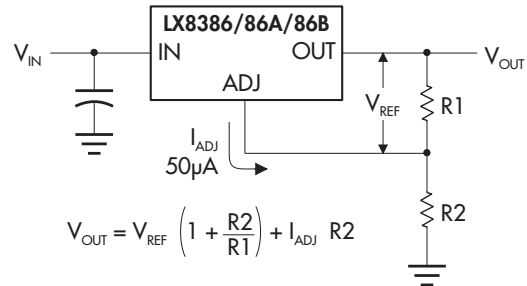 LX8386/86A/86B
IN OUT
ADJ
V_IN
V_OUT
V_REF
R1
I_ADJ
50µA
R2
V_OUT = V_REF (1 + R2/R1) + I_ADJ R2